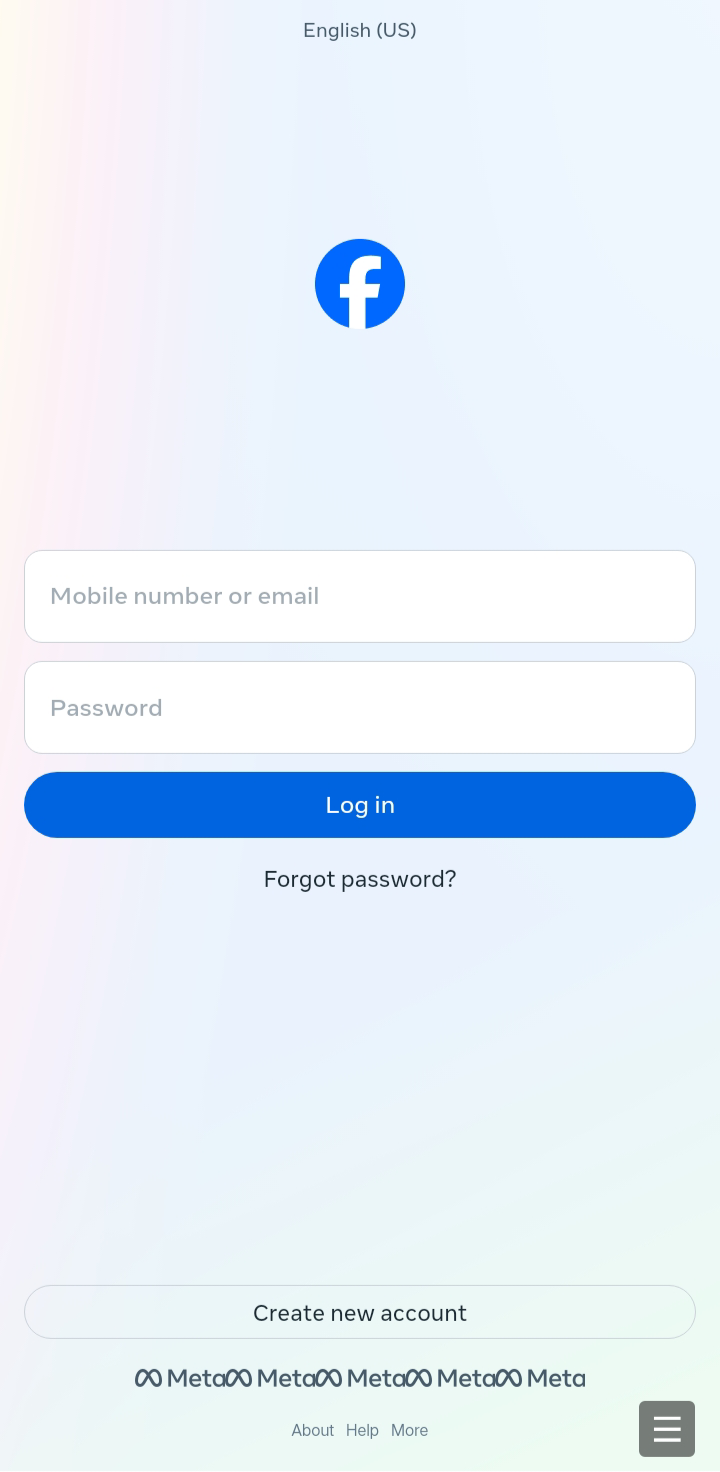 English (US)
Mobile number or email
Password
Log in
Forgot password?
Create new account
Meta Meta Meta Meta Meta
About Help More